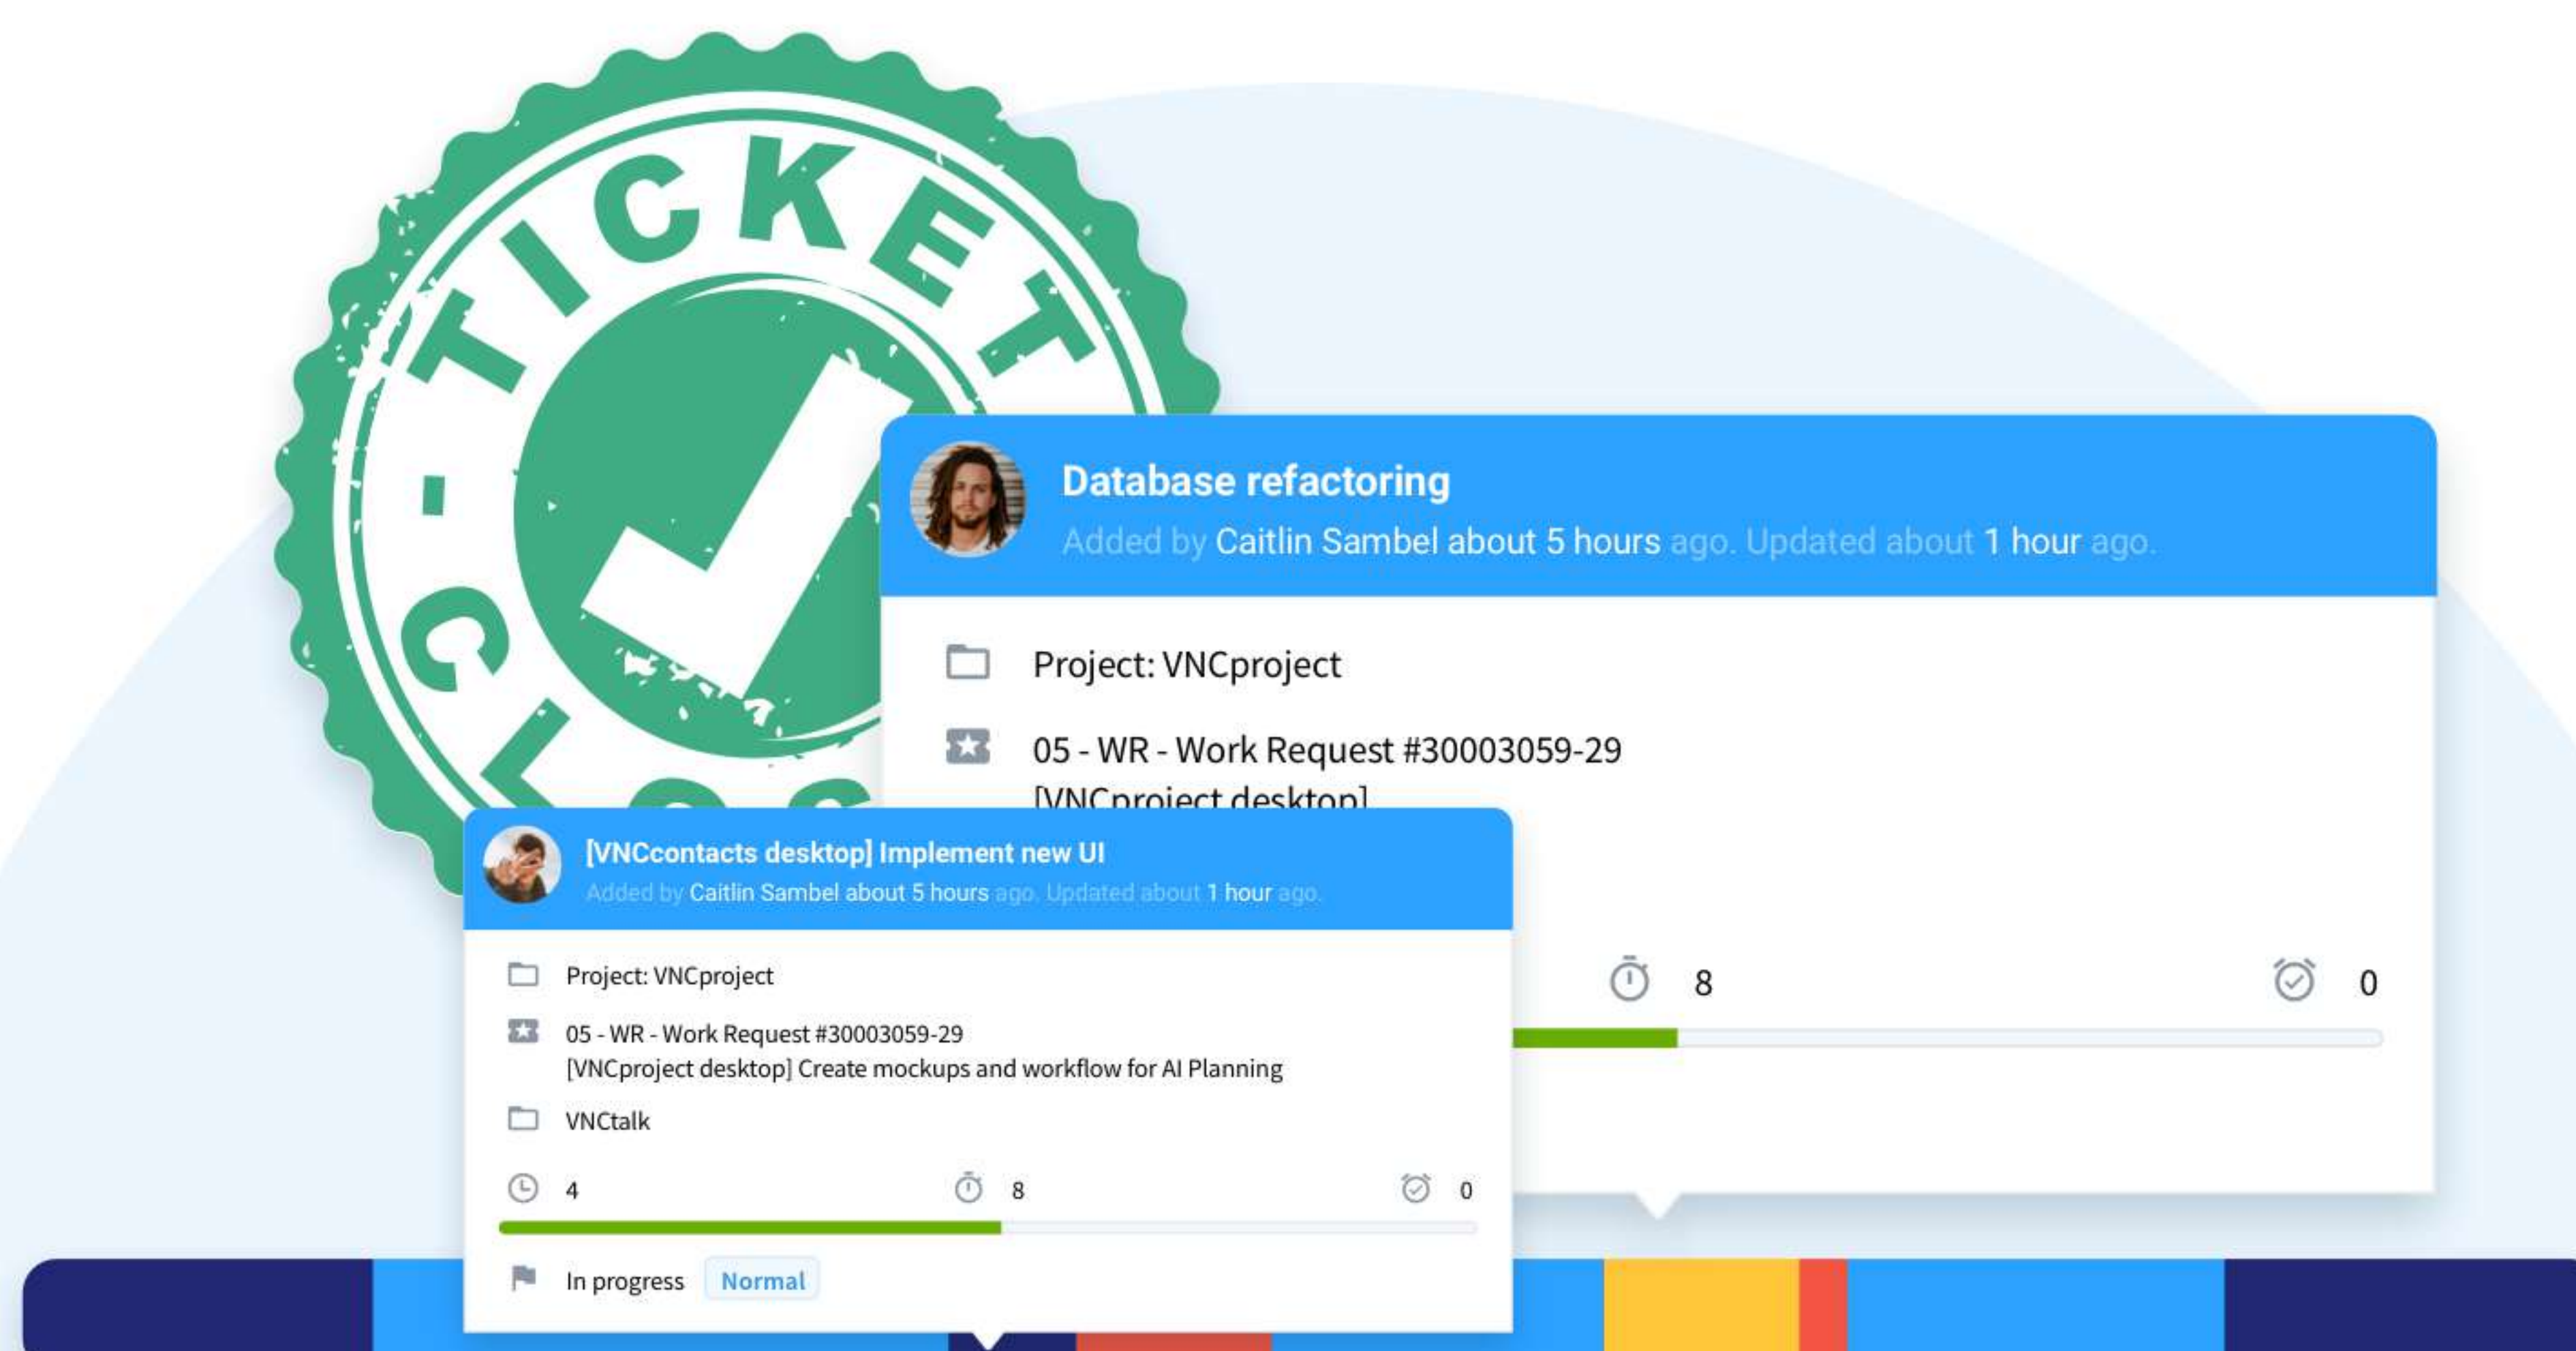 TICKET
- CLOS
Database refactoring
Added by Caitlin Sambel about 5 hours ago. Updated about 1 hour ago.
Project: VNCproject
05 - WR - Work Request #30003059-29
[VNCproject desktop]
8
0
[VNCcontacts desktop] Implement new UI
Added by Caitlin Sambel about 5 hours ago. Updated about 1 hour ago.
Project: VNCproject
05 - WR - Work Request #30003059-29
[VNCproject desktop] Create mockups and workflow for AI Planning
VNCtalk
4
8
0
In progress
Normal